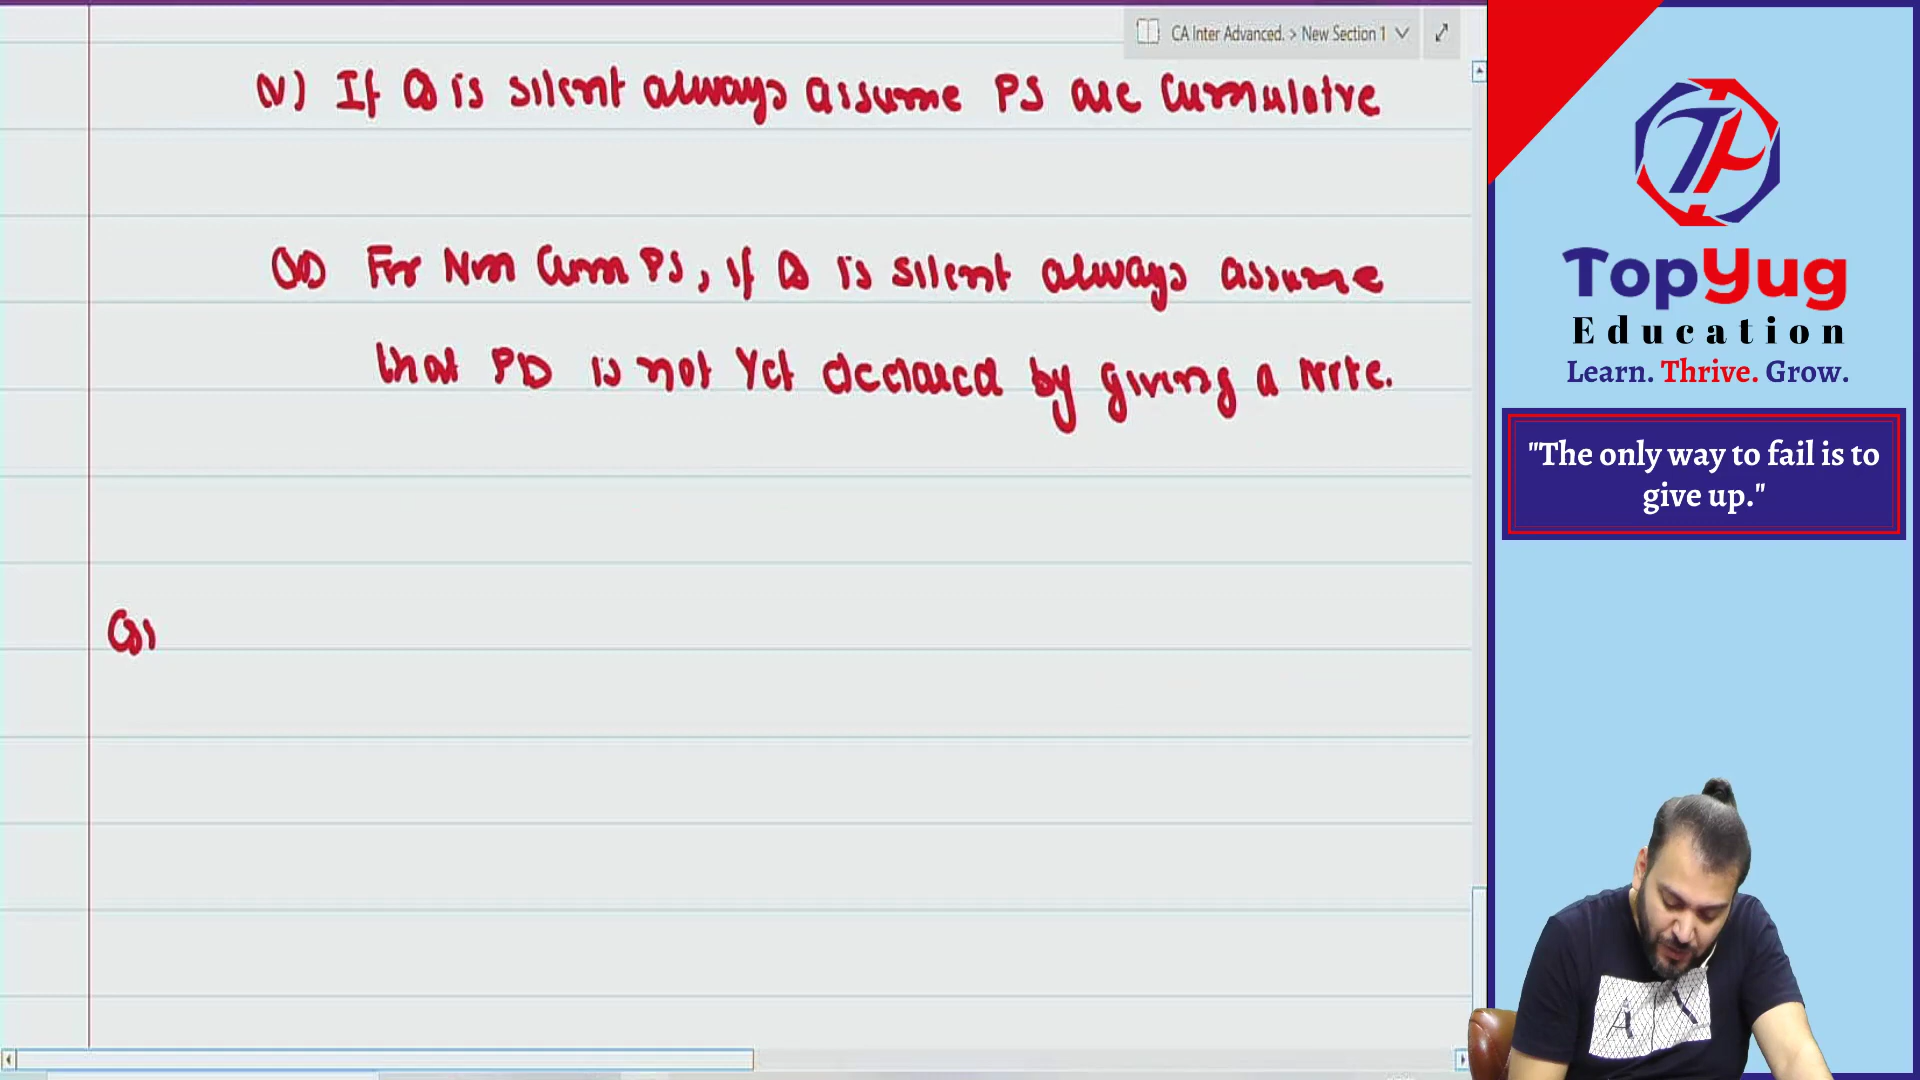 CA Inter Advanced. > New Section 1
(V) If Q is silent always assume PS are Cumulative
(VI) For Non Cum PS, if Q is silent always assume
that PD is not Yet declared by giving a Note.
Q1
TopYug
Education
Learn. Thrive. Grow.
"The only way to fail is to
give up."